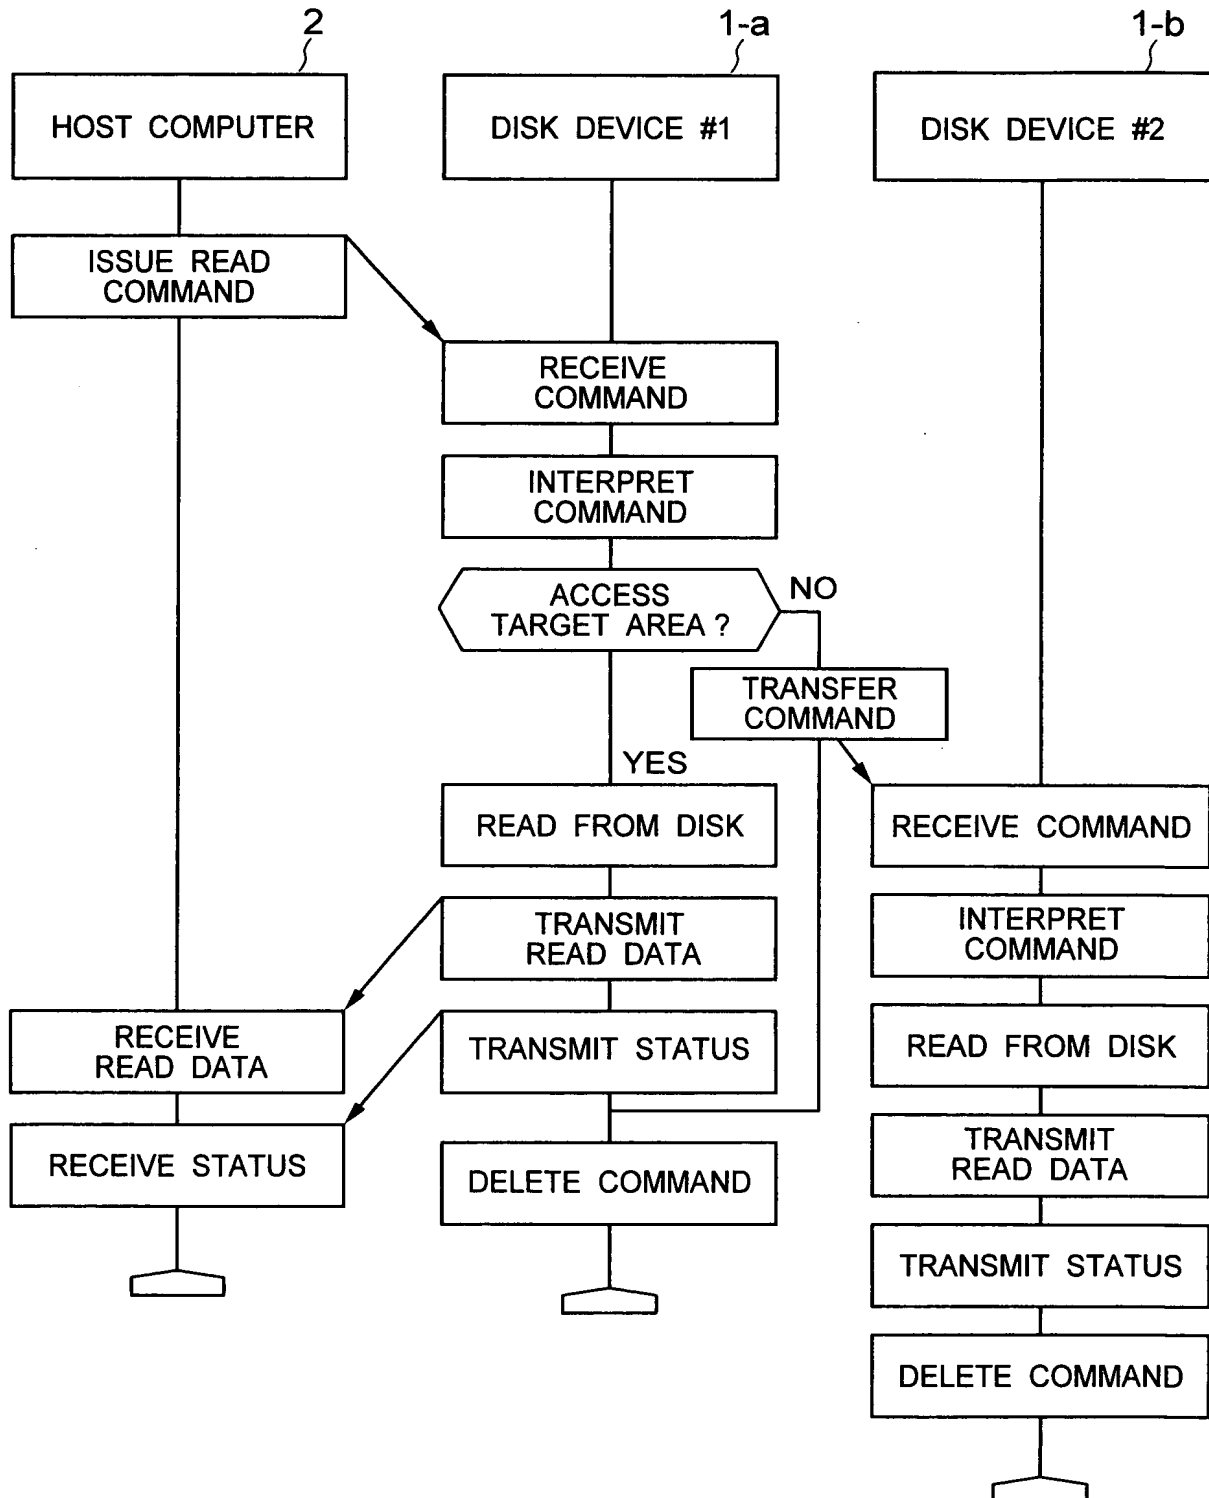 2
1-a
1-b
HOST COMPUTER
DISK DEVICE #1
DISK DEVICE #2
ISSUE READ
COMMAND
RECEIVE
COMMAND
INTERPRET
COMMAND
ACCESS
TARGET AREA ?
NO
TRANSFER
COMMAND
YES
READ FROM DISK
RECEIVE COMMAND
TRANSMIT
READ DATA
INTERPRET
COMMAND
RECEIVE
READ DATA
TRANSMIT STATUS
READ FROM DISK
RECEIVE STATUS
DELETE COMMAND
TRANSMIT
READ DATA
TRANSMIT STATUS
DELETE COMMAND